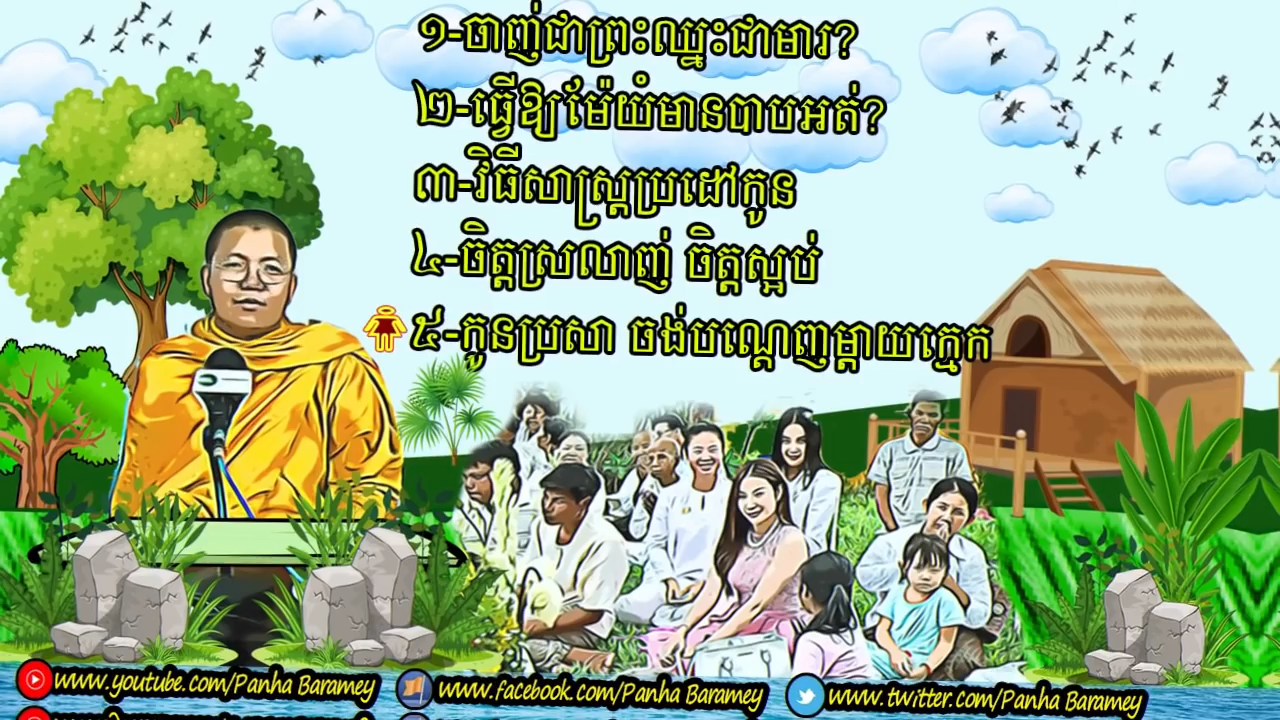 ១-ចាញ់ជាព្រះឈ្នះជាមារ?
២-ធ្វើឱ្យម៉ែយំមានបាបអត់?
៣-វិធីសាស្ត្រប្រដៅកូន
៤-ចិត្តស្រលាញ់ ចិត្តស្អប់
៥-កូនប្រសា ចង់បណ្តេញម្តាយក្មេក
www.youtube.com/Panha Baramey
www.facebook.com/Panha Baramey
www.twitter.com/Panha Baramey